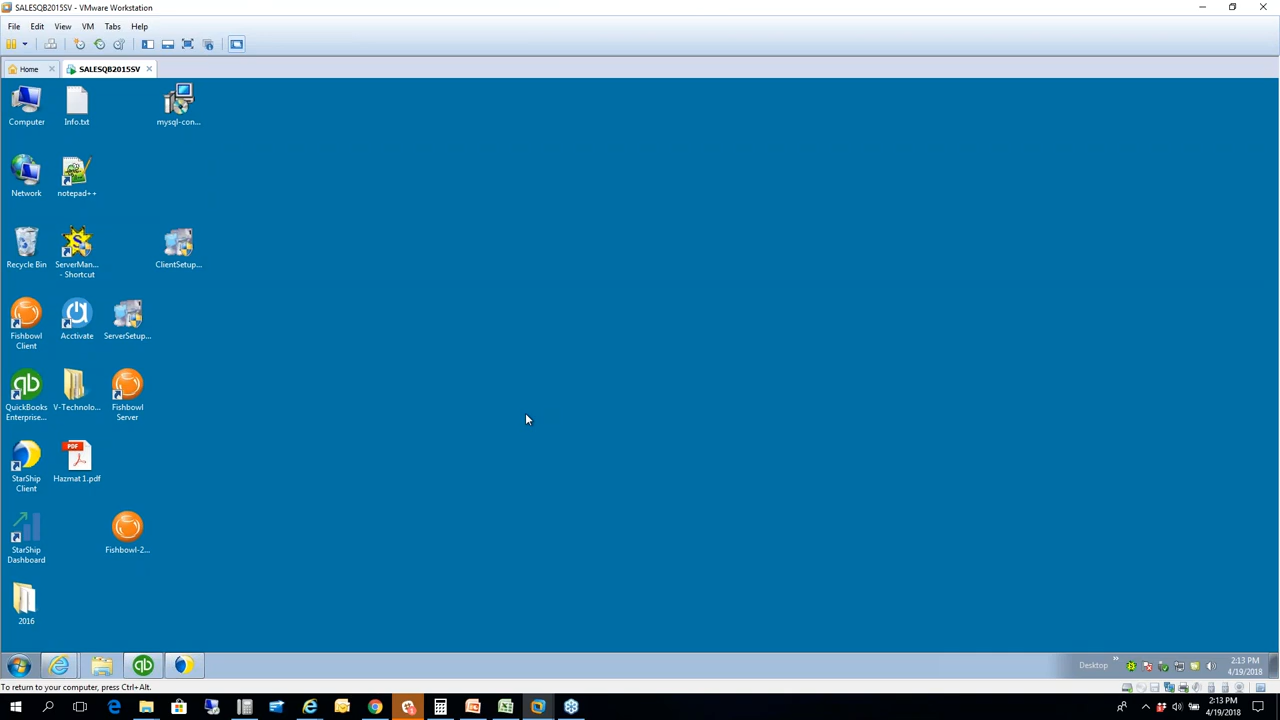 SALESQB2015SV - VMware Workstation
File Edit View VM Tabs Help
Home SALESQB2015SV
Computer
Info.txt
mysql-con...
Network
notepad++
Recycle Bin
ServerMan...
- Shortcut
ClientSetup...
Fishbowl
Client
Acctivate
ServerSetup...
QuickBooks
Enterprise...
V-Technolo...
Fishbowl
Server
StarShip
Client
PDF
Hazmat 1.pdf
StarShip
Dashboard
Fishbowl-2...
2016
qb
Desktop
2:13 PM
4/19/2018
To return to your computer, press Ctrl+Alt.
2:13 PM
4/19/2018